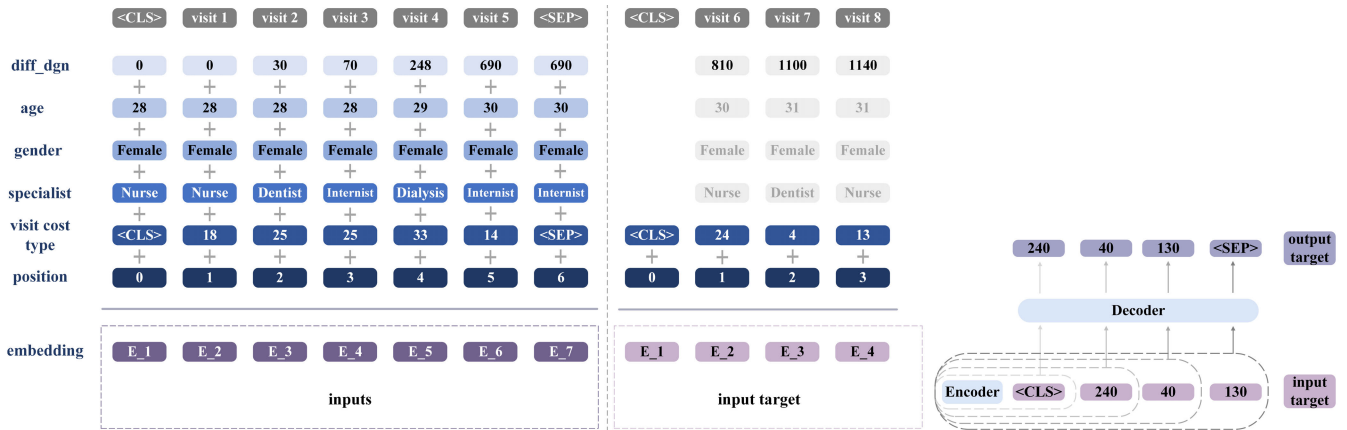 <CLS> visit 1 visit 2 visit 3 visit 4 visit 5 <SEP> <CLS> visit 6 visit 7 visit 8
diff_dgn 0 0 30 70 248 690 690 810 1100 1140
+ + + + + + +
age 28 28 28 28 29 30 30 30 31 31
+ + + + + + +
gender Female Female Female Female Female Female Female Female Female Female
+ + + + + + +
specialist Nurse Nurse Dentist Internist Dialysis Internist Internist Nurse Dentist Nurse
+ + + + + + +
visit cost
type
<CLS> 18 25 25 33 14 <SEP> <CLS> 24 4 13
+ + + + + + + + + + +
position 0 1 2 3 4 5 6 0 1 2 3
embedding E_1 E_2 E_3 E_4 E_5 E_6 E_7 E_1 E_2 E_3 E_4
inputs
input target
240 40 130 <SEP>
output
target
Decoder
Encoder <CLS> 240 40 130
input
target